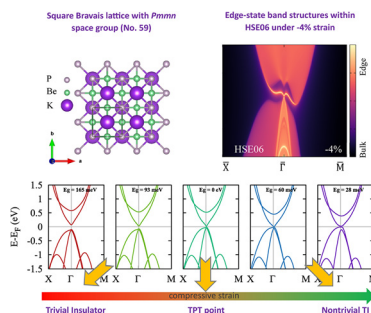 Square Bravais lattice with Pmmn
space group (No. 59)
Edge-state band structures within
HSE06 under -4% strain
P
Be
K
b
a
HSE06
-4%
Edge
Bulk
X̅ Γ̅ M̅
E-EF (eV)
1.5
1
0.5
0
-0.5
-1
-1.5
Eg = 165 meV
Eg = 93 meV
Eg = 0 eV
Eg = 60 meV
Eg = 28 meV
X Γ M X Γ M X Γ M X Γ M X Γ M
compressive strain
Trivial Insulator
TPT point
Nontrivial TI